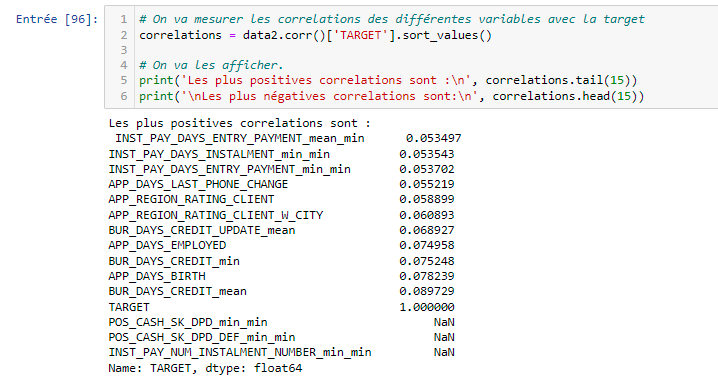 Entrée [96]:
1 # On va mesurer les correlations des différentes variables avec la target
2 correlations = data2.corr()['TARGET'].sort_values()
3
4 # On va les afficher.
5 print('Les plus positives correlations sont :\n', correlations.tail(15))
6 print('\nLes plus négatives correlations sont:\n', correlations.head(15))
Les plus positives correlations sont :
INST_PAY_DAYS_ENTRY_PAYMENT_mean_min 0.053497
INST_PAY_DAYS_INSTALMENT_min_min 0.053543
INST_PAY_DAYS_ENTRY_PAYMENT_min_min 0.053702
APP_DAYS_LAST_PHONE_CHANGE 0.055219
APP_REGION_RATING_CLIENT 0.058899
APP_REGION_RATING_CLIENT_W_CITY 0.060893
BUR_DAYS_CREDIT_UPDATE_mean 0.068927
APP_DAYS_EMPLOYED 0.074958
BUR_DAYS_CREDIT_min 0.075248
APP_DAYS_BIRTH 0.078239
BUR_DAYS_CREDIT_mean 0.089729
TARGET 1.000000
POS_CASH_SK_DPD_min_min NaN
POS_CASH_SK_DPD_DEF_min_min NaN
INST_PAY_NUM_INSTALMENT_NUMBER_min_min NaN
Name: TARGET, dtype: float64